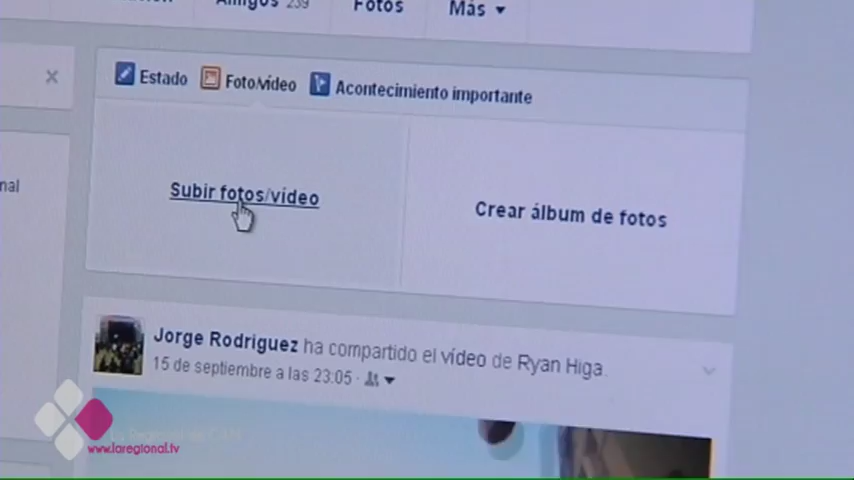 Amigos 239
Fotos
Más
Estado
Foto/vídeo
Acontecimiento importante
nal
Subir fotos/vídeo
Crear álbum de fotos
Jorge Rodriguez ha compartido el vídeo de Ryan Higa.
15 de septiembre a las 23:05 ·
www.laregional.tv